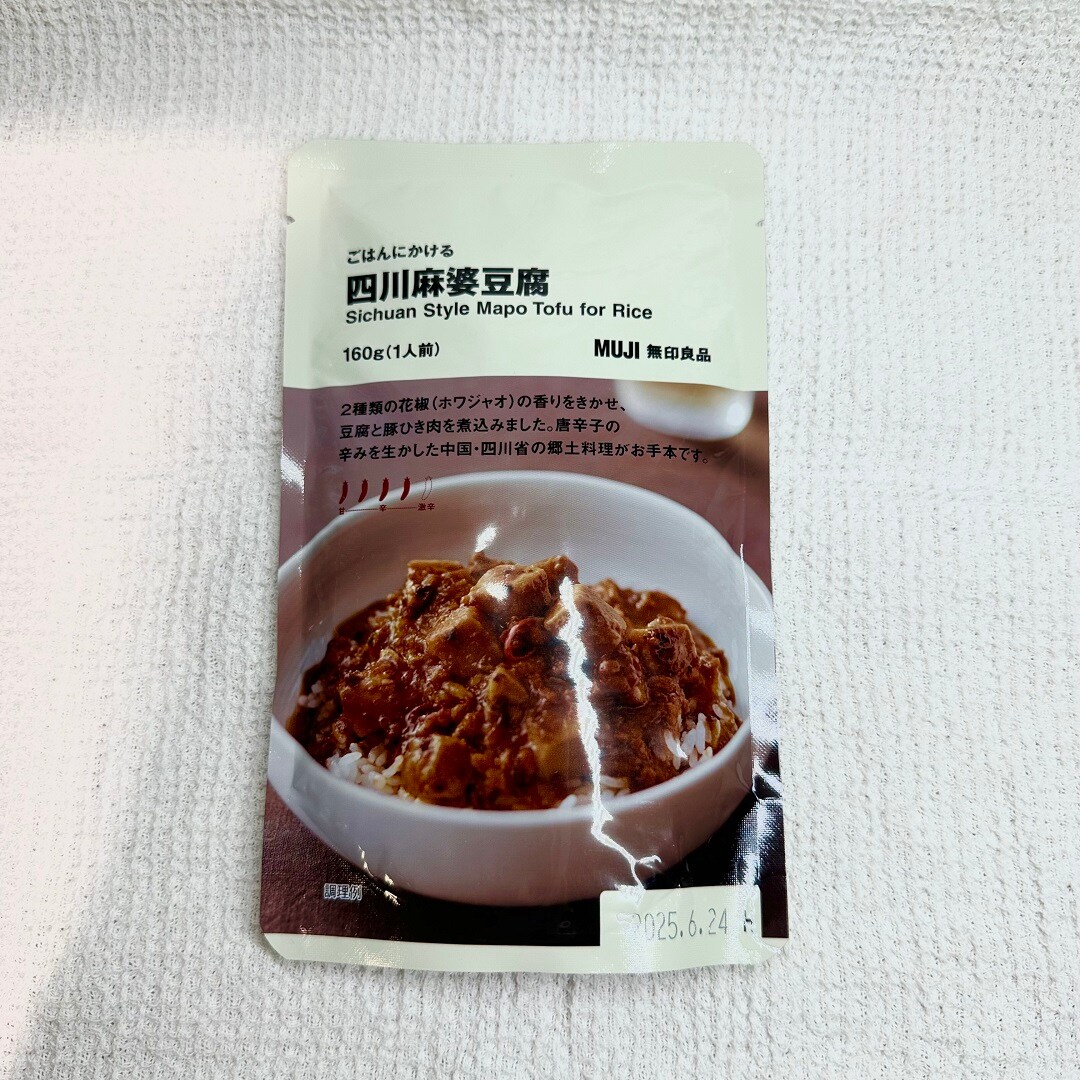 ごはんにかける
四川麻婆豆腐
Sichuan Style Mapo Tofu for Rice
160g(1人前)
MUJI 無印良品
2種類の花椒(ホワジャオ)の香りをきかせ、
豆腐と豚ひき肉を煮込みました。唐辛子の
辛みを生かした中国・四川省の郷土料理がお手本です。
甘 辛 激辛
調理例
2025.6.24